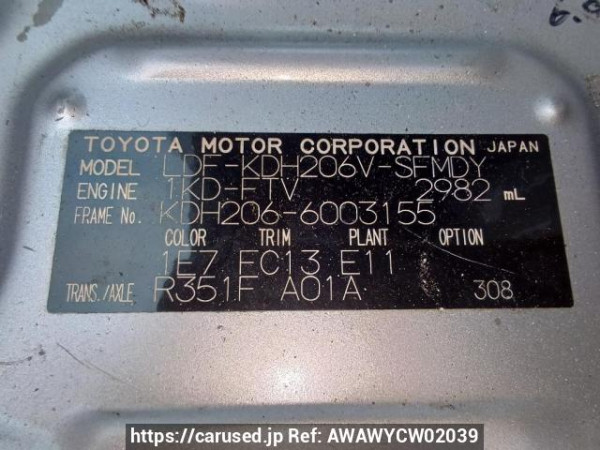 TOYOTA MOTOR CORPORATION JAPAN
MODEL LDF-KDH206V-SFMDY
ENGINE 1KD-FTV 2982 mL
FRAME No. KDH206-6003155
COLOR TRIM PLANT OPTION
1E7 FC13 E11
TRANS./AXLE R351F A01A 308
https://carused.jp Ref: AWAWYCW02039